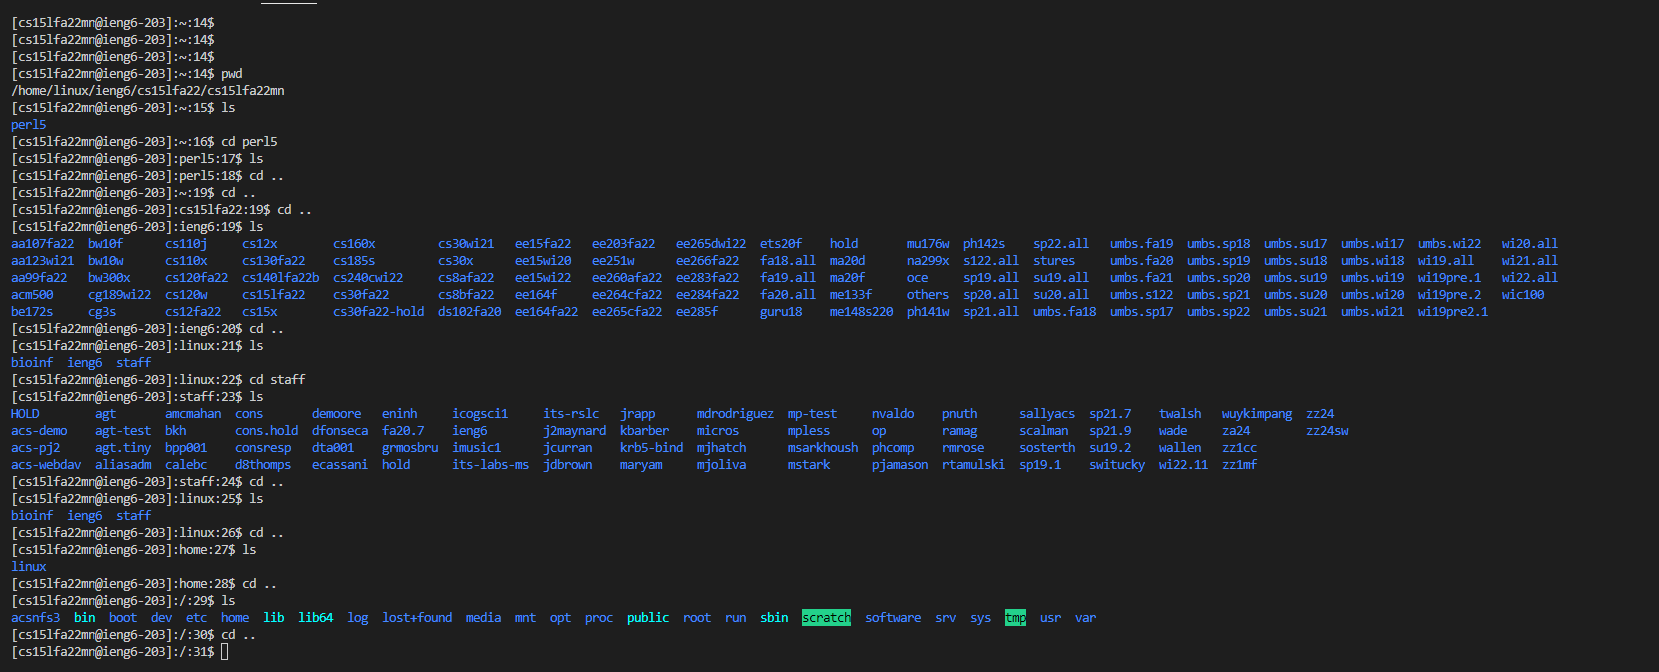 [cs15lfa22mn@ieng6-203]:~:14$
[cs15lfa22mn@ieng6-203]:~:14$
[cs15lfa22mn@ieng6-203]:~:14$
[cs15lfa22mn@ieng6-203]:~:14$ pwd
/home/linux/ieng6/cs15lfa22/cs15lfa22mn
[cs15lfa22mn@ieng6-203]:~:15$ ls
perl5
[cs15lfa22mn@ieng6-203]:~:16$ cd perl5
[cs15lfa22mn@ieng6-203]:perl5:17$ ls
[cs15lfa22mn@ieng6-203]:perl5:18$ cd ..
[cs15lfa22mn@ieng6-203]:~:19$ cd ..
[cs15lfa22mn@ieng6-203]:cs15lfa22:19$ cd ..
[cs15lfa22mn@ieng6-203]:ieng6:19$ ls
aa107fa22 bw10f cs110j cs12x cs160x cs30wi21 ee15fa22 ee203fa22 ee265dwi22 ets20f hold mu176w ph142s sp22.all umbs.fa19 umbs.sp18 umbs.su17 umbs.wi17 umbs.wi22 wi20.all
aa123wi21 bw10w cs110x cs130fa22 cs185s cs30x ee15wi20 ee251w ee266fa22 fa18.all ma20d na299x s122.all stures umbs.fa20 umbs.sp19 umbs.su18 umbs.wi18 wi19.all wi21.all
aa99fa22 bw300x cs120fa22 cs140lfa22b cs240cwi22 cs8afa22 ee15wi22 ee260afa22 ee283fa22 fa19.all ma20f oce sp19.all su19.all umbs.fa21 umbs.sp20 umbs.su19 umbs.wi19 wi19pre.1 wi22.all
acm500 cg189wi22 cs120w cs15lfa22 cs30fa22 cs8bfa22 ee164f ee264cfa22 ee284fa22 fa20.all me133f others sp20.all su20.all umbs.s122 umbs.sp21 umbs.su20 umbs.wi20 wi19pre.2 wic100
be172s cg3s cs12fa22 cs15x cs30fa22-hold ds102fa20 ee164fa22 ee265cfa22 ee285f guru18 me148s220 ph141w sp21.all umbs.fa18 umbs.sp17 umbs.sp22 umbs.su21 umbs.wi21 wi19pre2.1
[cs15lfa22mn@ieng6-203]:ieng6:20$ cd ..
[cs15lfa22mn@ieng6-203]:linux:21$ ls
bioinf ieng6 staff
[cs15lfa22mn@ieng6-203]:linux:22$ cd staff
[cs15lfa22mn@ieng6-203]:staff:23$ ls
HOLD agt amcmahan cons demoore eninh icogsci1 its-rslc jrapp mdrodriguez mp-test nvaldo pnuth sallyacs sp21.7 twalsh wuykimpang zz24
acs-demo agt-test bkh cons.hold dfonseca fa20.7 ieng6 j2maynard kbarber micros mpless op ramag scalman sp21.9 wade za24 zz24sw
acs-pj2 agt.tiny bpp001 consresp dta001 grmosbru imusic1 jcurran krb5-bind mjhatch msarkhoush phcomp rmrose sosterth su19.2 wallen zz1cc
acs-webdav aliasadm calebc d8thomps ecassani hold its-labs-ms jdbrown maryam mjoliva mstark pjamason rtamulski sp19.1 switucky wi22.11 zz1mf
[cs15lfa22mn@ieng6-203]:staff:24$ cd ..
[cs15lfa22mn@ieng6-203]:linux:25$ ls
bioinf ieng6 staff
[cs15lfa22mn@ieng6-203]:linux:26$ cd ..
[cs15lfa22mn@ieng6-203]:home:27$ ls
linux
[cs15lfa22mn@ieng6-203]:home:28$ cd ..
[cs15lfa22mn@ieng6-203]:/:29$ ls
acsnfs3 bin boot dev etc home lib lib64 log lost+found media mnt opt proc public root run sbin scratch software srv sys tmp usr var
[cs15lfa22mn@ieng6-203]:/:30$ cd ..
[cs15lfa22mn@ieng6-203]:/:31$